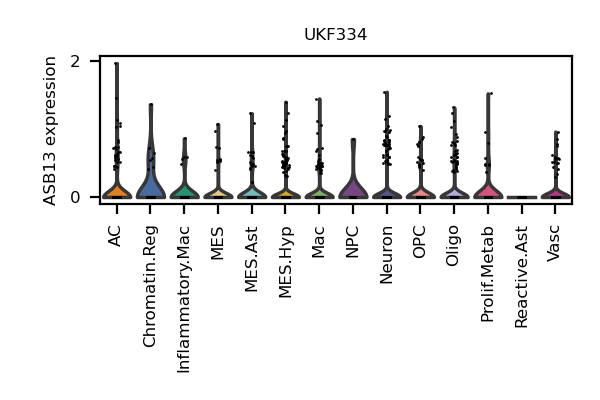 UKF334
ASB13 expression
2
0
AC
Chromatin.Reg
Inflammatory.Mac
MES
MES.Ast
MES.Hyp
Mac
NPC
Neuron
OPC
Oligo
Prolif.Metab
Reactive.Ast
Vasc